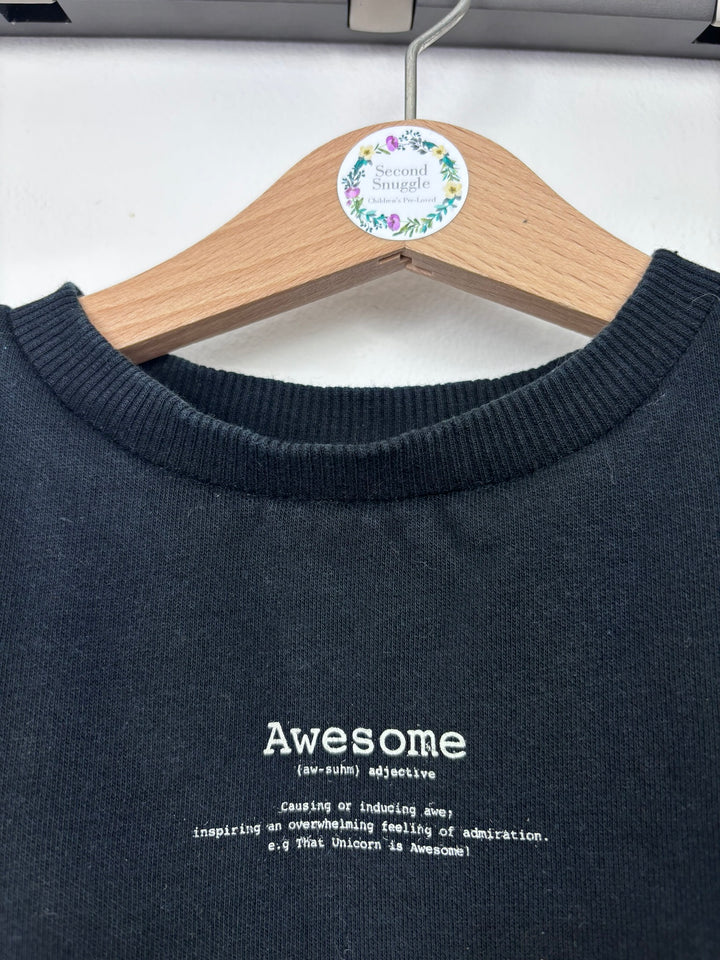 Second
Snuggle
Children's Pre-Loved
Awesome
(aw-suhm) adjective
Causing or inducing awe;
inspiring an overwhelming feeling of admiration.
e.g That Unicorn is Awesome!